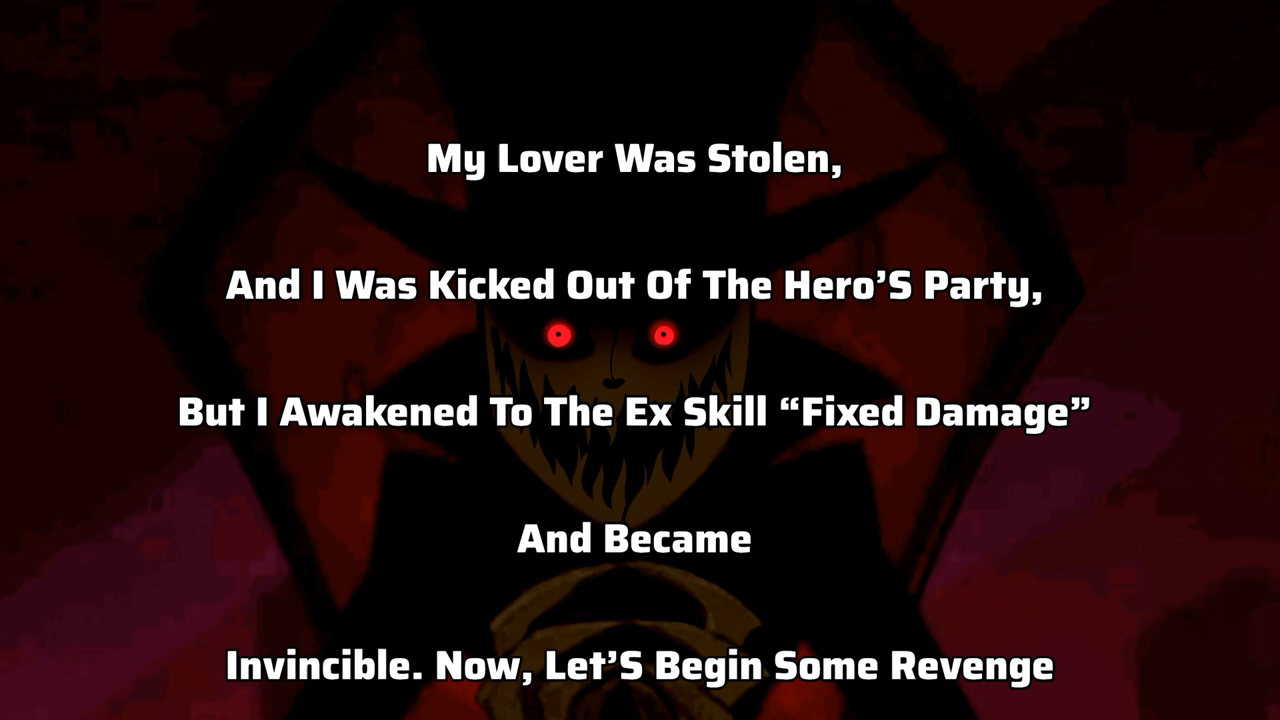 My Lover Was Stolen,
And I Was Kicked Out Of The Hero’S Party,
But I Awakened To The Ex Skill “Fixed Damage”
And Became
Invincible. Now, Let’S Begin Some Revenge